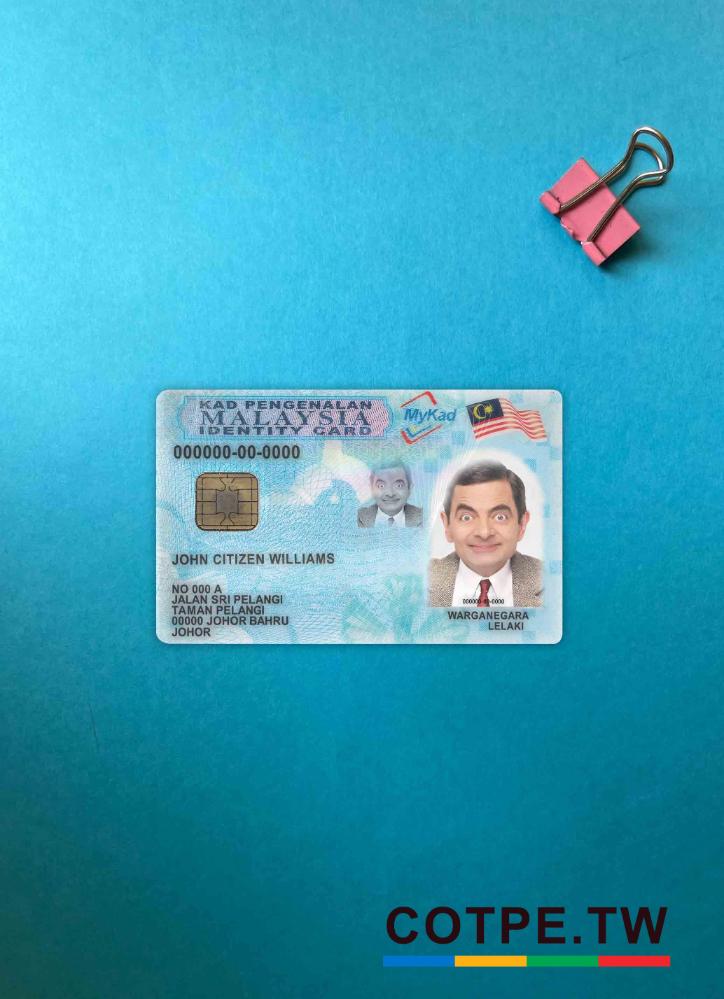 KAD PENGENALAN
MALAYSIA
IDENTITY CARD
MyKad
000000-00-0000
JOHN CITIZEN WILLIAMS
NO 000 A
JALAN SRI PELANGI
TAMAN PELANGI
00000 JOHOR BAHRU
JOHOR
000000-00-0000
WARGANEGARA
LELAKI
COTPE.TW